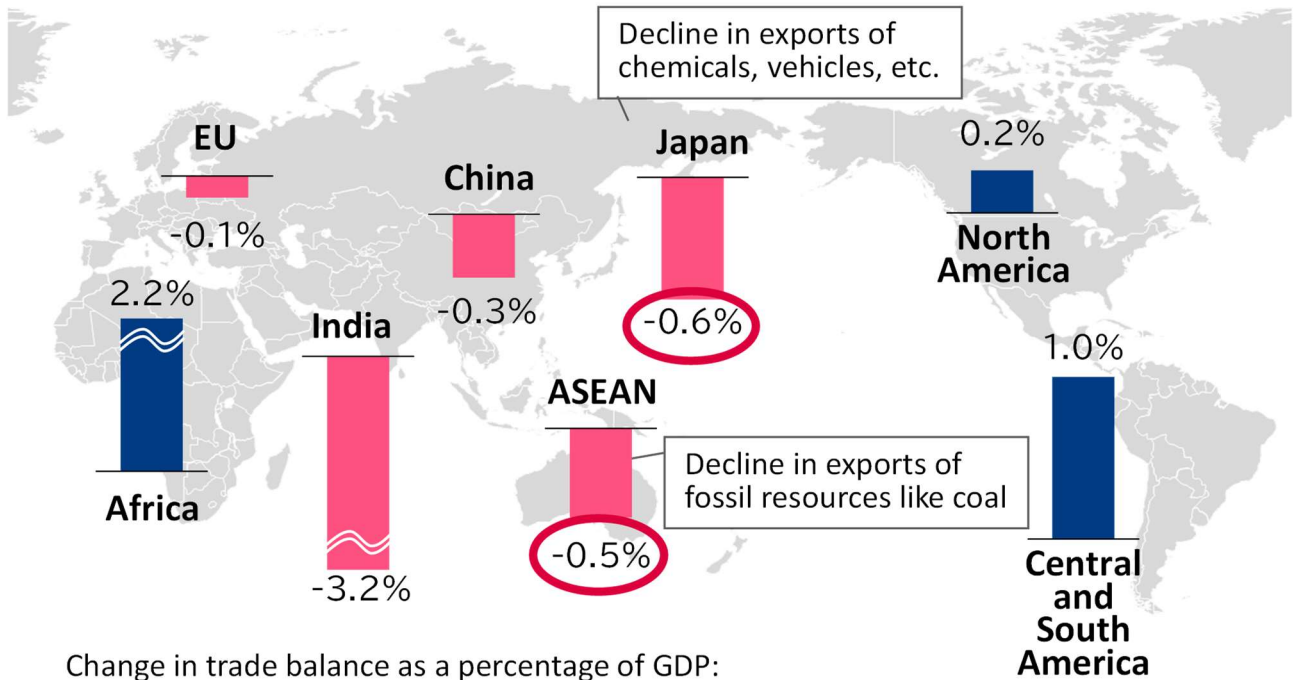 Decline in exports of
chemicals, vehicles, etc.
EU
-0.1%
China
-0.3%
Japan
-0.6%
0.2%
North
America
2.2%
Africa
India
-3.2%
ASEAN
-0.5%
Decline in exports of
fossil resources like coal
1.0%
Central
and
South
America
Change in trade balance as a percentage of GDP: